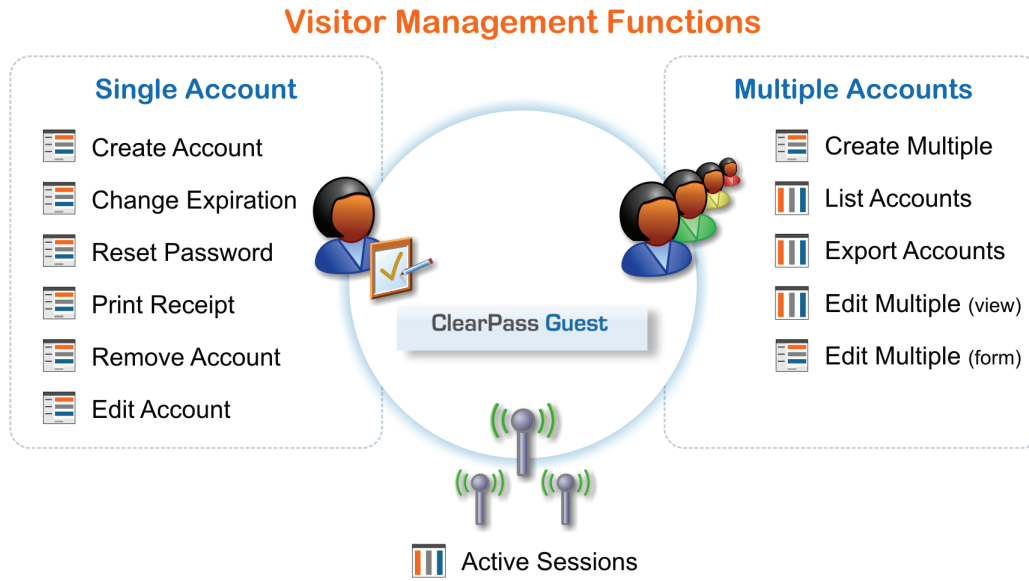 Visitor Management Functions
Single Account
Create Account
Change Expiration
Reset Password
Print Receipt
Remove Account
Edit Account
ClearPass Guest
Multiple Accounts
Create Multiple
List Accounts
Export Accounts
Edit Multiple (view)
Edit Multiple (form)
Active Sessions